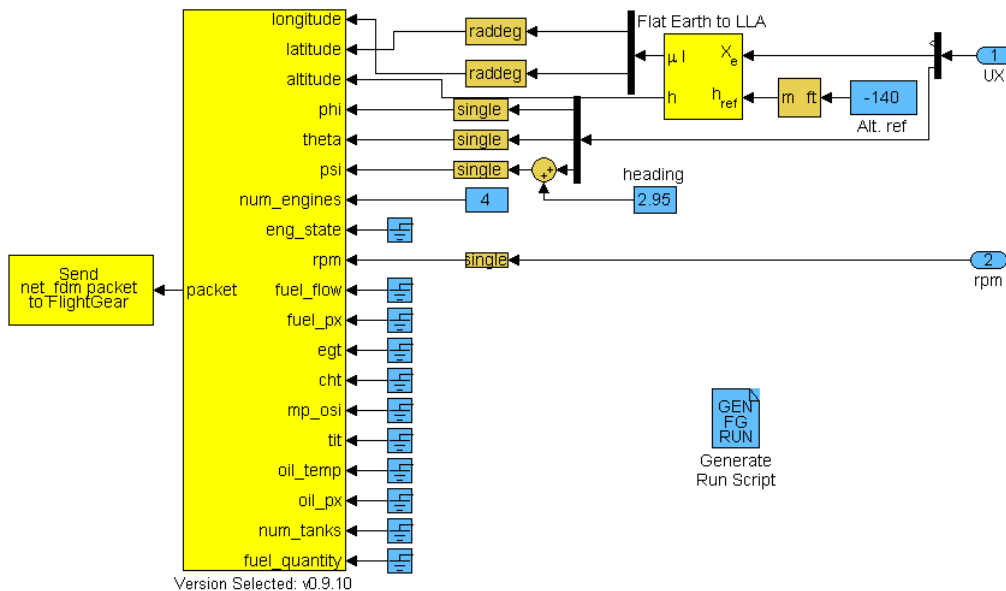 longitude
latitude
altitude
phi
theta
psi
num_engines
eng_state
rpm
fuel_flow
fuel_px
egt
cht
mp_osi
tit
oil_temp
oil_px
num_tanks
fuel_quantity
packet
Version Selected: v0.9.10
Send
net_fdm packet
to FlightGear
raddeg
raddeg
single
single
single
4
single
Flat Earth to LLA
μ l
h
X e
h ref
m ft
-140
Alt. ref
1
UX
heading
2.95
2
rpm
GEN
FG
RUN
Generate
Run Script